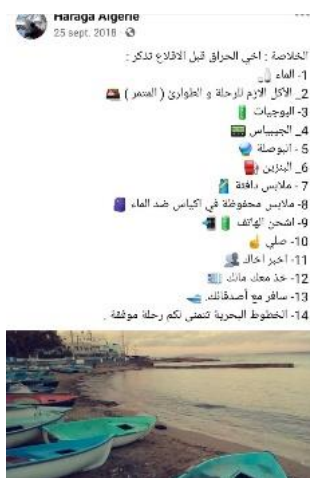 Haraga Algerie
25 sept. 2018
الخلاصة : اخي الحراق قبل الاقلاع تذكر :
1- الماء
2_ الأكل الازم للرحلة و الطوارئ ( التمر )
3- البوجيات
4_ الجيبياس
5 - البوصلة
6_ البنزين
7 - ملابس دافئة
8- ملابس محفوظة في اكياس ضد الماء
9- اشحن الهاتف
10- صلي
11- اخبر اخاك
12- خذ معك مالك
13- سافر مع أصدقائك.
14- الخطوط البحرية تتمنى لكم رحلة موفقة .